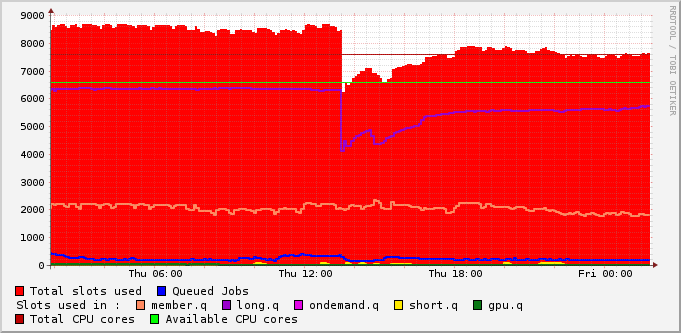 9000
8000
7000
6000
5000
4000
3000
2000
1000
0
Thu 06:00 Thu 12:00 Thu 18:00 Fri 00:00
RRDTOOL / TOBI OETIKER
Total slots used Queued Jobs
Slots used in : member.q long.q ondemand.q short.q gpu.q
Total CPU cores Available CPU cores